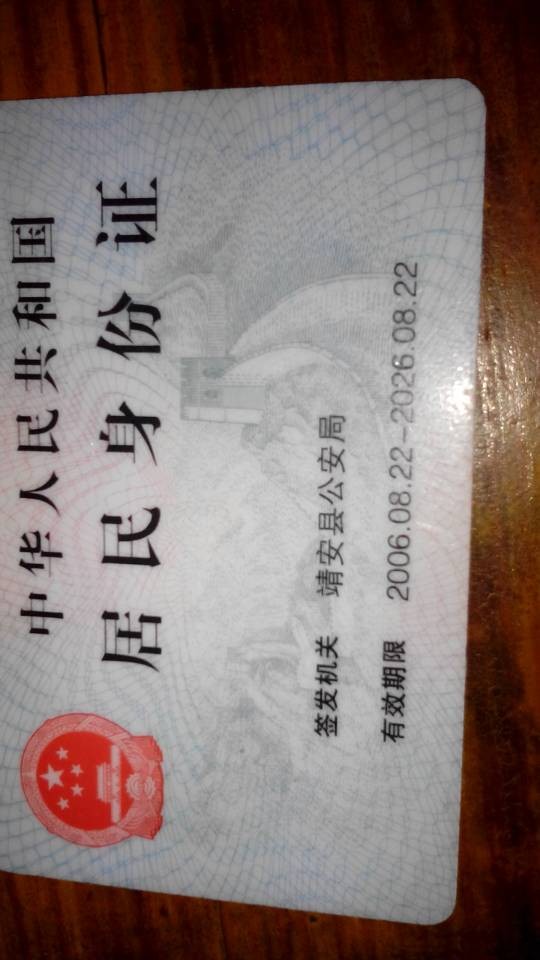 中华人民共和国
居民身份证
签发机关 靖安县公安局
有效期限 2006.08.22-2026.08.22